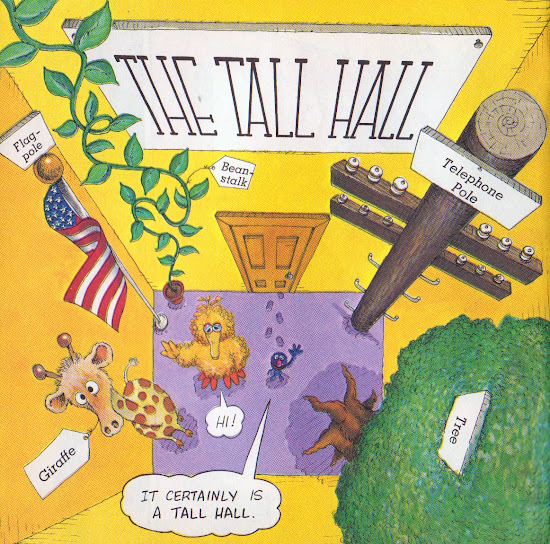 THE TALL HALL
Flag-
pole
Bean-
stalk
Telephone
Pole
Giraffe
HI!
Tree
IT CERTAINLY IS
A TALL HALL.